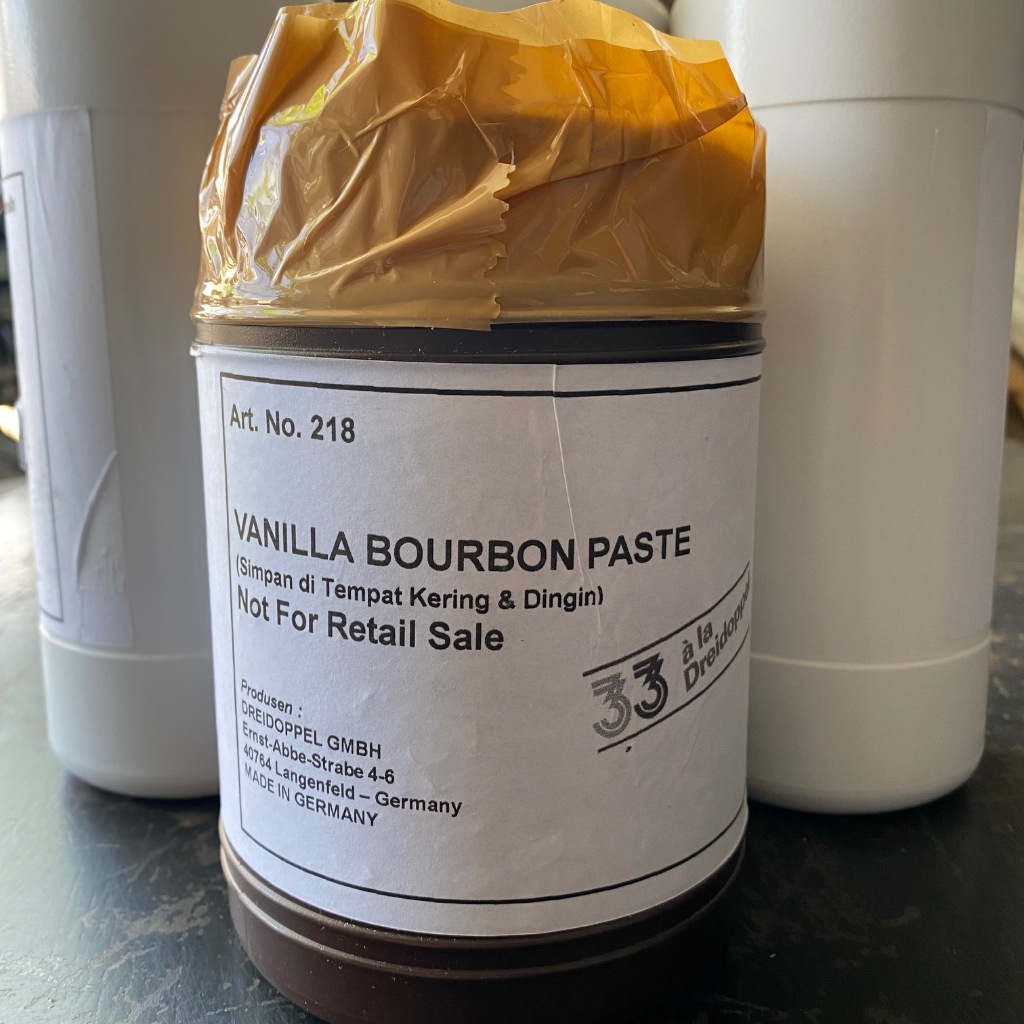 Art. No. 218
VANILLA BOURBON PASTE
(Simpan di Tempat Kering & Dingin)
Not For Retail Sale
33 à la
Dreidoppel
Produsen :
DREIDOPPEL GMBH
Ernst-Abbe-Strabe 4-6
40764 Langenfeld – Germany
MADE IN GERMANY